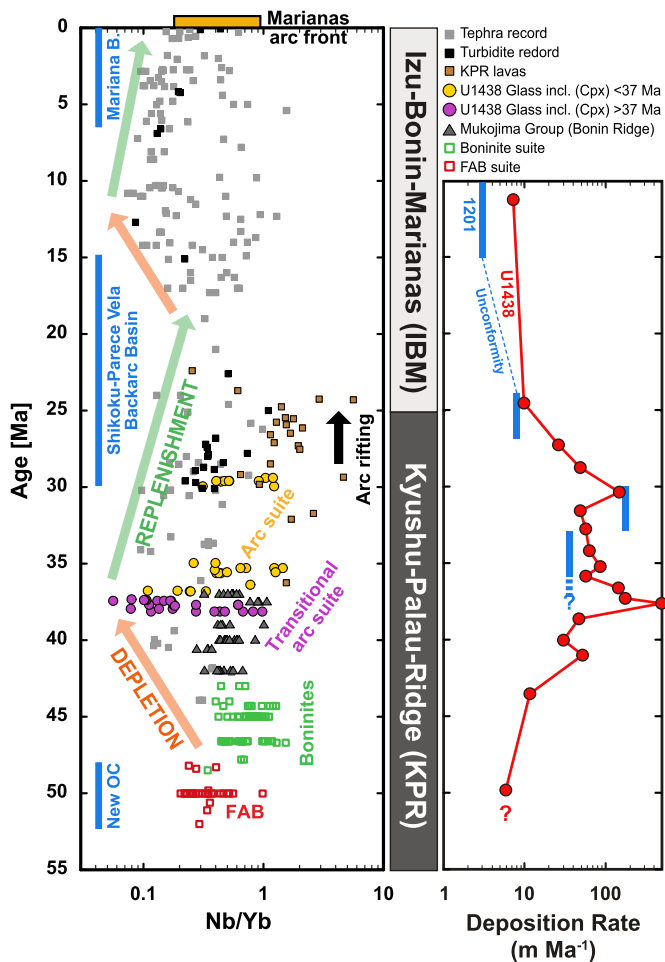 Marianas
arc front
0
5
10
15
20
25
30
35
40
45
50
55
Age [Ma]
0.1
1
10
Nb/Yb
Mariana B.
Shikoku-Parece Vela
Backarc Basin
New OC
REPLENISHMENT
DEPLETION
Arc suite
Transitional
arc suite
Boninites
FAB
Arc rifting
Izu-Bonin-Marianas (IBM)
Kyushu-Palau-Ridge (KPR)
Tephra record
Turbidite redord
KPR lavas
U1438 Glass incl. (Cpx) <37 Ma
U1438 Glass incl. (Cpx) >37 Ma
Mukojima Group (Bonin Ridge)
Boninite suite
FAB suite
1201
U1438
Unconformity
?
?
1
10
100
Deposition Rate
(m Ma⁻¹)